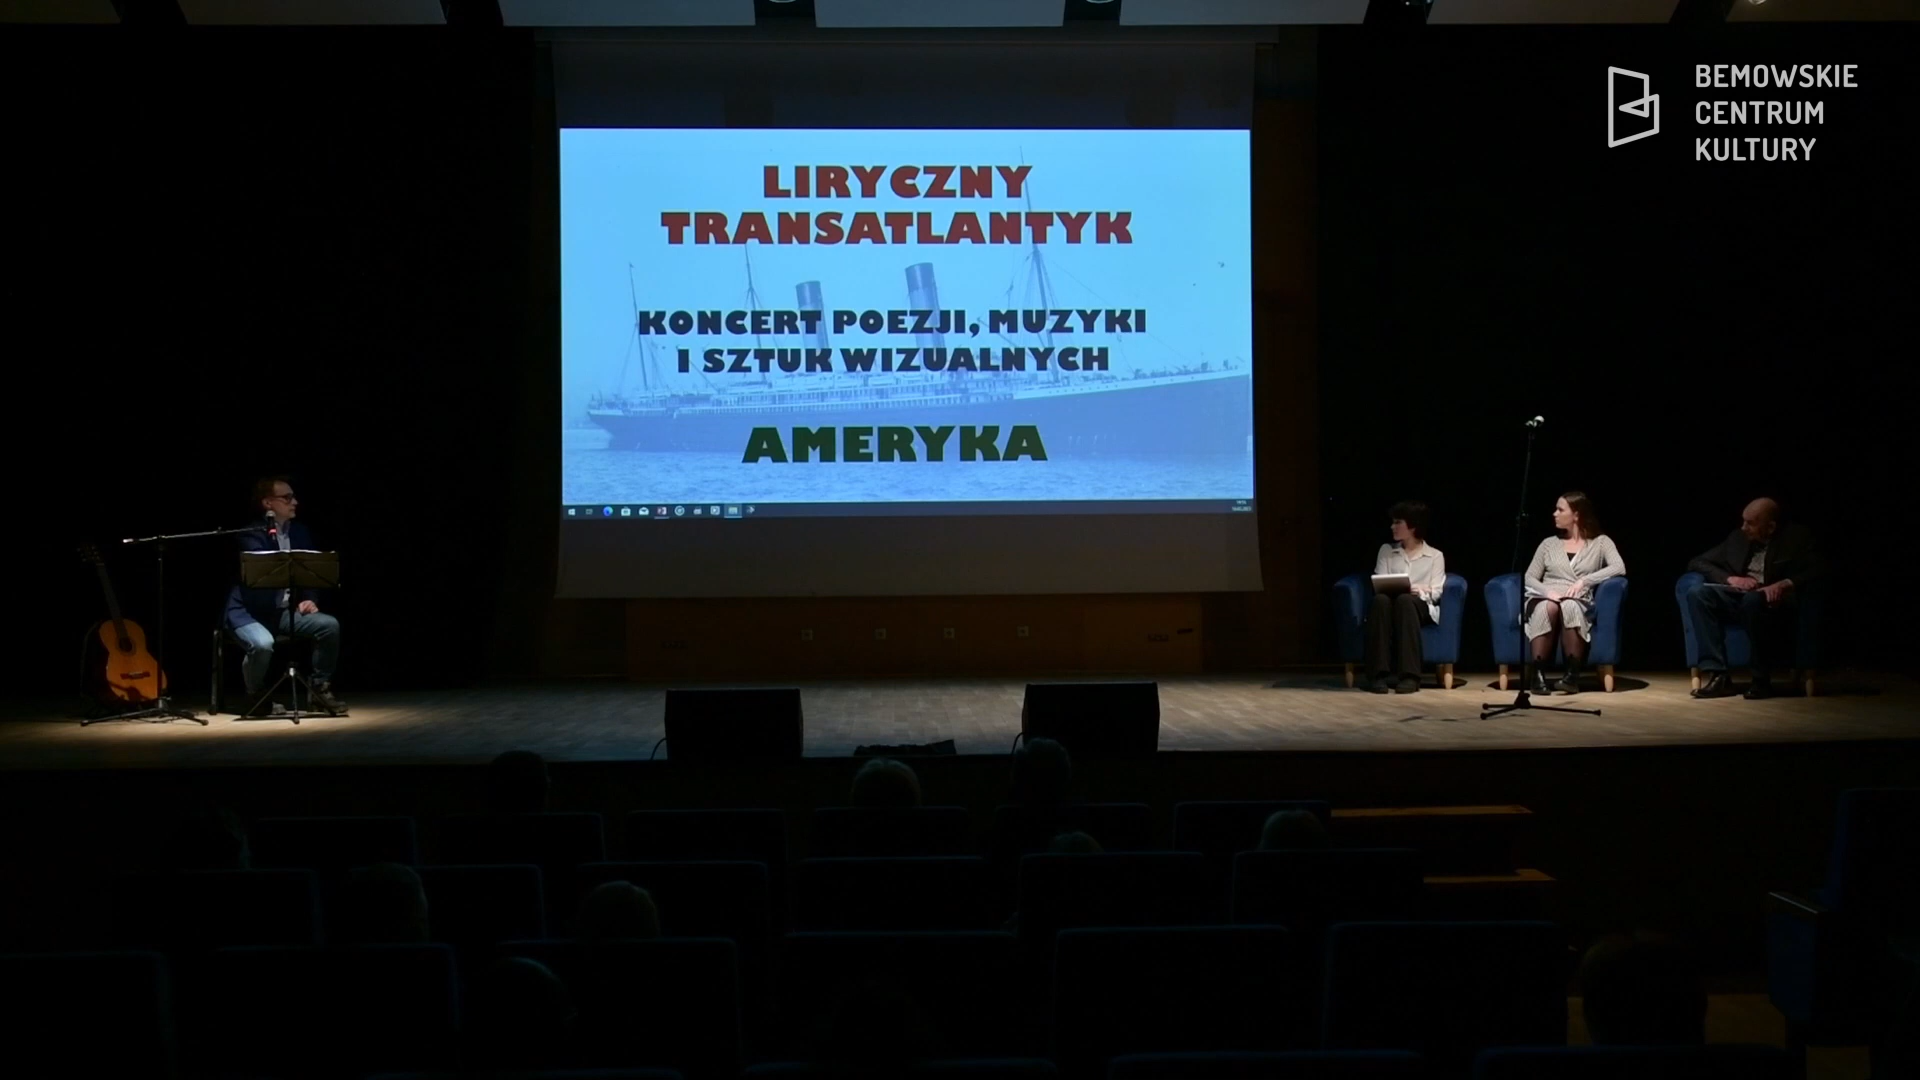 BEMOWSKIE
CENTRUM
KULTURY
LIRYCZNY
TRANSATLANTYK
KONCERT POEZJI, MUZYKI
I SZTUK WIZUALNYCH
AMERYKA